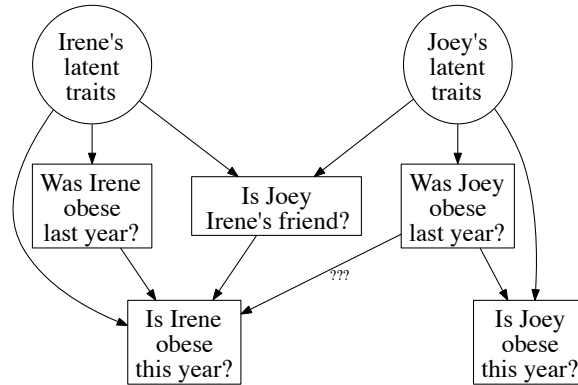 Irene's
latent
traits
Joey's
latent
traits
Was Irene
obese
last year?
Is Joey
Irene's friend?
Was Joey
obese
last year?
???
Is Irene
obese
this year?
Is Joey
obese
this year?